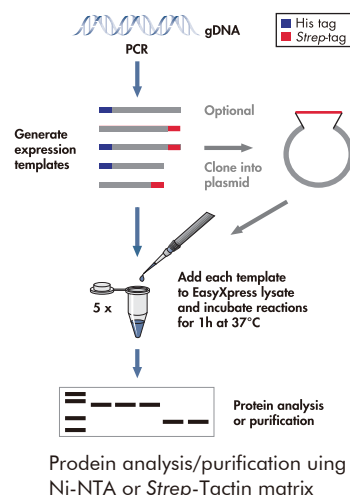 gDNA
PCR
His tag
Strep-tag
Generate
expression
templates
Optional
Clone into
plasmid
5 x
Add each template
to EasyXpress lysate
and incubate reactions
for 1h at 37°C
Protein analysis
or purification
Prodein analysis/purification uing
Ni-NTA or Strep-Tactin matrix